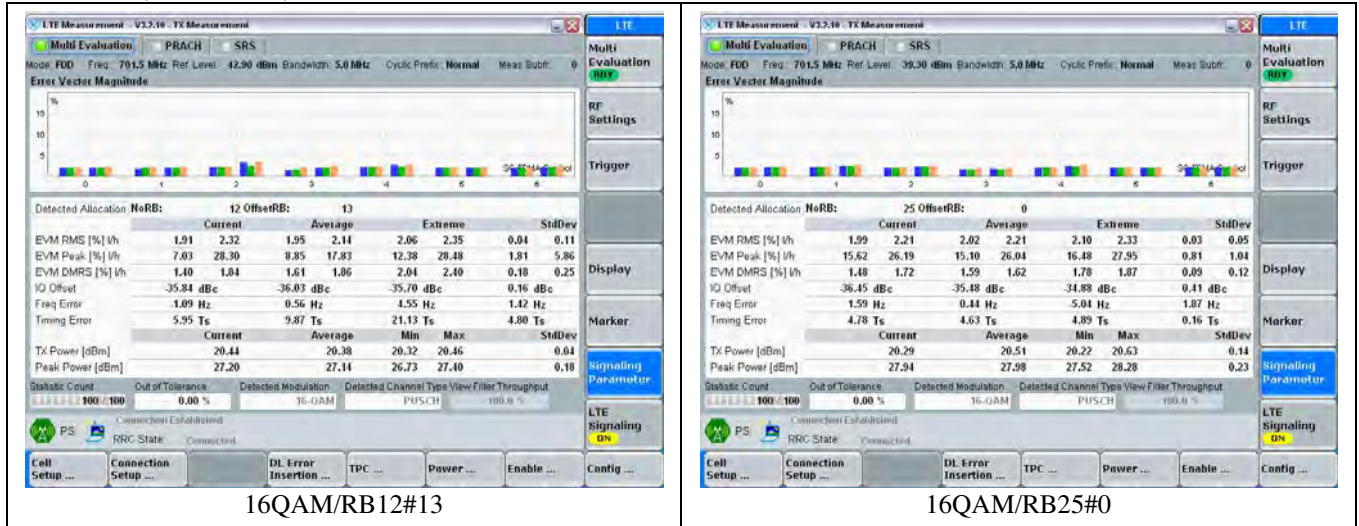 LTE Measurement - V3.2.10 - TX Measurement
LTE
Multi Evaluation PRACH SRS
Multi Evaluation
RDY
Mode: FDD Freq.: 701.5 MHz Ref. Level: 42.90 dBm Bandwidth: 5.0 MHz Cyclic Prefix: Normal Meas Subfr.: 0
Error Vector Magnitude
%
15
10
5
0 1 2 3 4 5 6
RF Settings
Trigger
Detected Allocation NoRB: 12 OffsetRB: 13
Current Average Extreme StdDev
EVM RMS [%] l/h 1.91 2.32 1.95 2.14 2.06 2.35 0.04 0.11
EVM Peak [%] l/h 7.03 28.30 8.85 17.83 12.38 28.48 1.81 5.86
EVM DMRS [%] l/h 1.40 1.84 1.61 1.86 2.04 2.40 0.18 0.25
IQ Offset -35.84 dBc -36.03 dBc -35.70 dBc 0.16 dBc
Freq Error -1.09 Hz 0.56 Hz 4.55 Hz 1.42 Hz
Timing Error 5.95 Ts 9.87 Ts 21.13 Ts 4.80 Ts
Current Average Min Max StdDev
TX Power [dBm] 20.44 20.38 20.32 20.46 0.04
Peak Power [dBm] 27.20 27.14 26.73 27.40 0.18
Display
Marker
Signaling Parameter
Statistic Count Out of Tolerance Detected Modulation Detected Channel Type View Filter Throughput
100 / 100 0.00 % 16-QAM PUSCH 100.0 %
Connection Established
PS RRC State: Connected
LTE Signaling
ON
Cell Setup ... Connection Setup ... DL Error Insertion ... TPC ... Power ... Enable ... Config ...
16QAM/RB12#13
LTE Measurement - V3.2.10 - TX Measurement
LTE
Multi Evaluation PRACH SRS
Multi Evaluation
RDY
Mode: FDD Freq.: 701.5 MHz Ref. Level: 39.30 dBm Bandwidth: 5.0 MHz Cyclic Prefix: Normal Meas Subfr.: 0
Error Vector Magnitude
%
15
10
5
0 1 2 3 4 5 6
RF Settings
Trigger
Detected Allocation NoRB: 25 OffsetRB: 0
Current Average Extreme StdDev
EVM RMS [%] l/h 1.99 2.21 2.02 2.21 2.10 2.33 0.03 0.05
EVM Peak [%] l/h 15.62 26.19 15.10 26.04 16.48 27.95 0.81 1.04
EVM DMRS [%] l/h 1.48 1.72 1.59 1.62 1.78 1.87 0.09 0.12
IQ Offset -36.45 dBc -35.48 dBc -34.88 dBc 0.41 dBc
Freq Error 1.59 Hz 0.44 Hz -5.04 Hz 1.87 Hz
Timing Error 4.78 Ts 4.63 Ts 4.89 Ts 0.16 Ts
Current Average Min Max StdDev
TX Power [dBm] 20.29 20.51 20.22 20.63 0.14
Peak Power [dBm] 27.94 27.98 27.52 28.28 0.23
Display
Marker
Signaling Parameter
Statistic Count Out of Tolerance Detected Modulation Detected Channel Type View Filter Throughput
100 / 100 0.00 % 16-QAM PUSCH 100.0 %
Connection Established
PS RRC State: Connected
LTE Signaling
ON
Cell Setup ... Connection Setup ... DL Error Insertion ... TPC ... Power ... Enable ... Config ...
16QAM/RB25#0